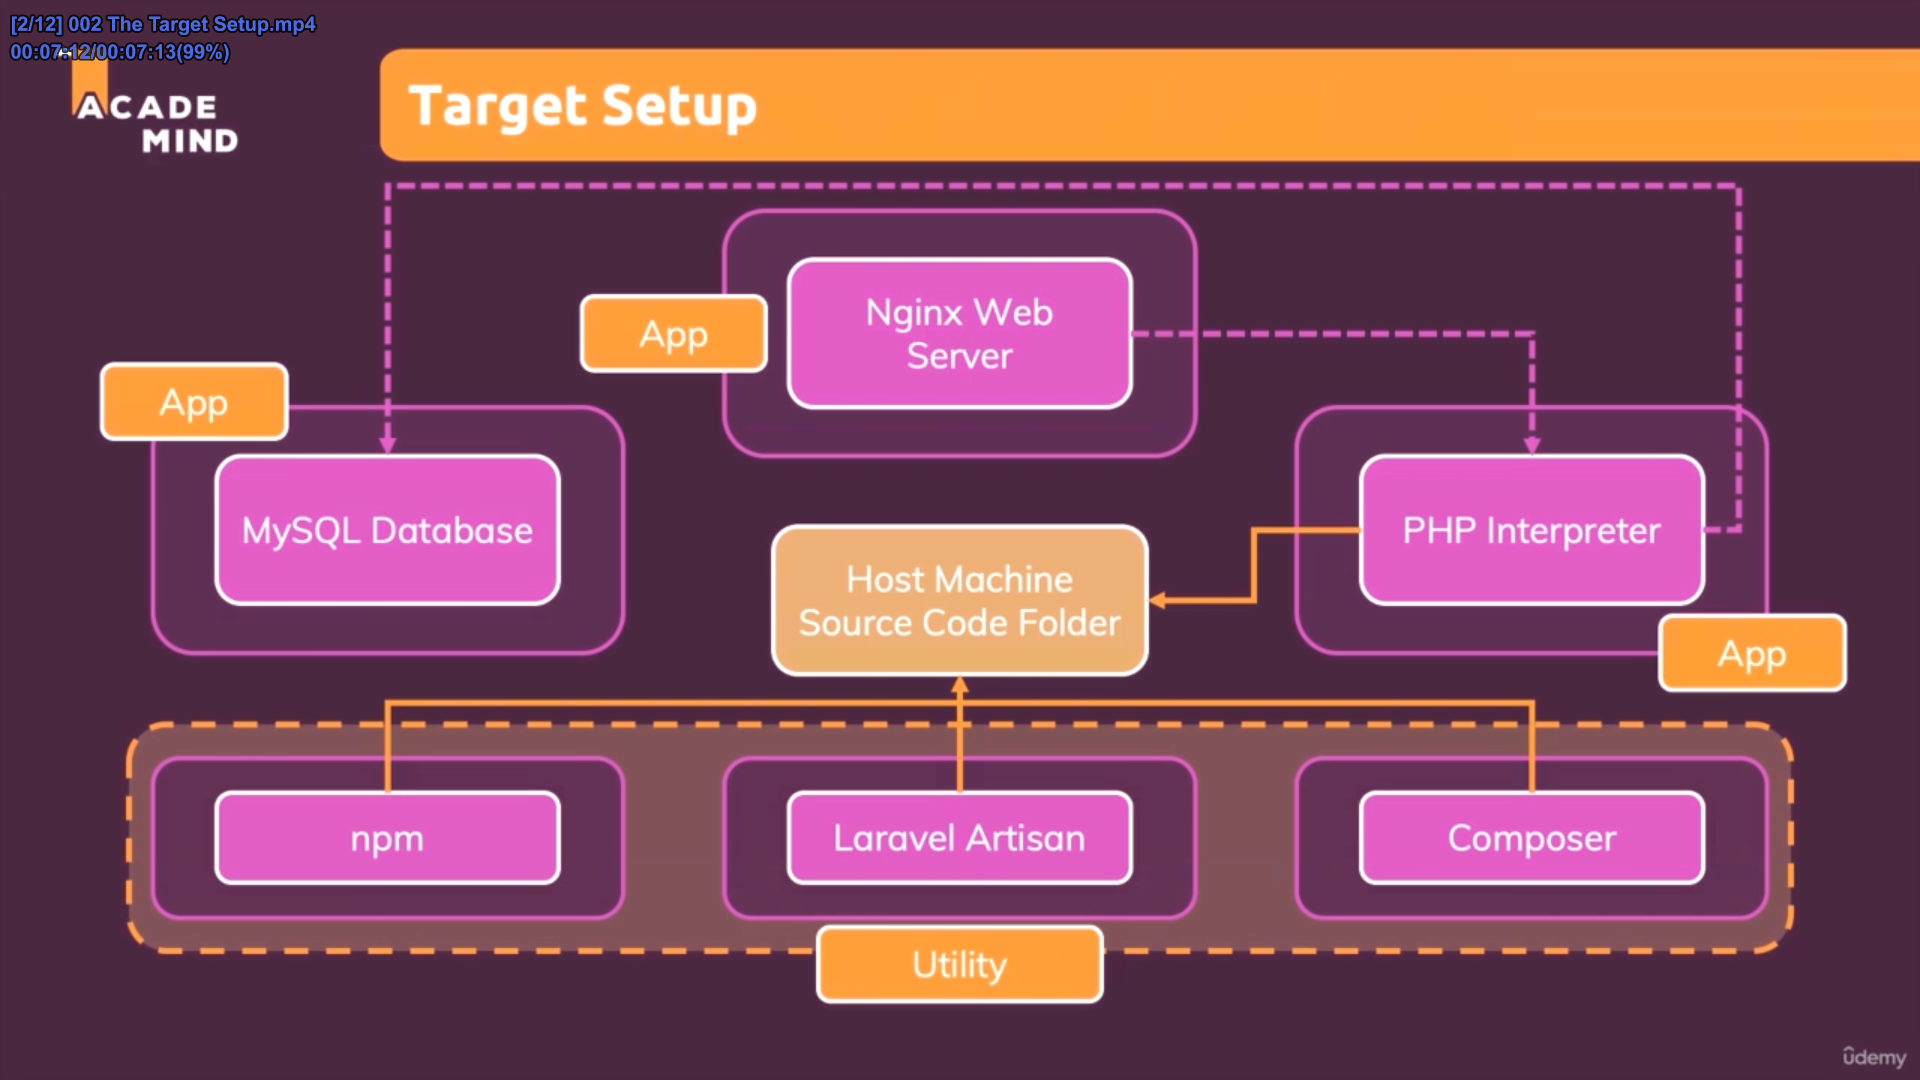 [2/12] 002 The Target Setup.mp4
00:07:12/00:07:13(99%)
ACADE
MIND
Target Setup
Nginx Web
Server
App
App
MySQL Database
PHP Interpreter
Host Machine
Source Code Folder
App
npm
Laravel Artisan
Composer
Utility
ûdemy